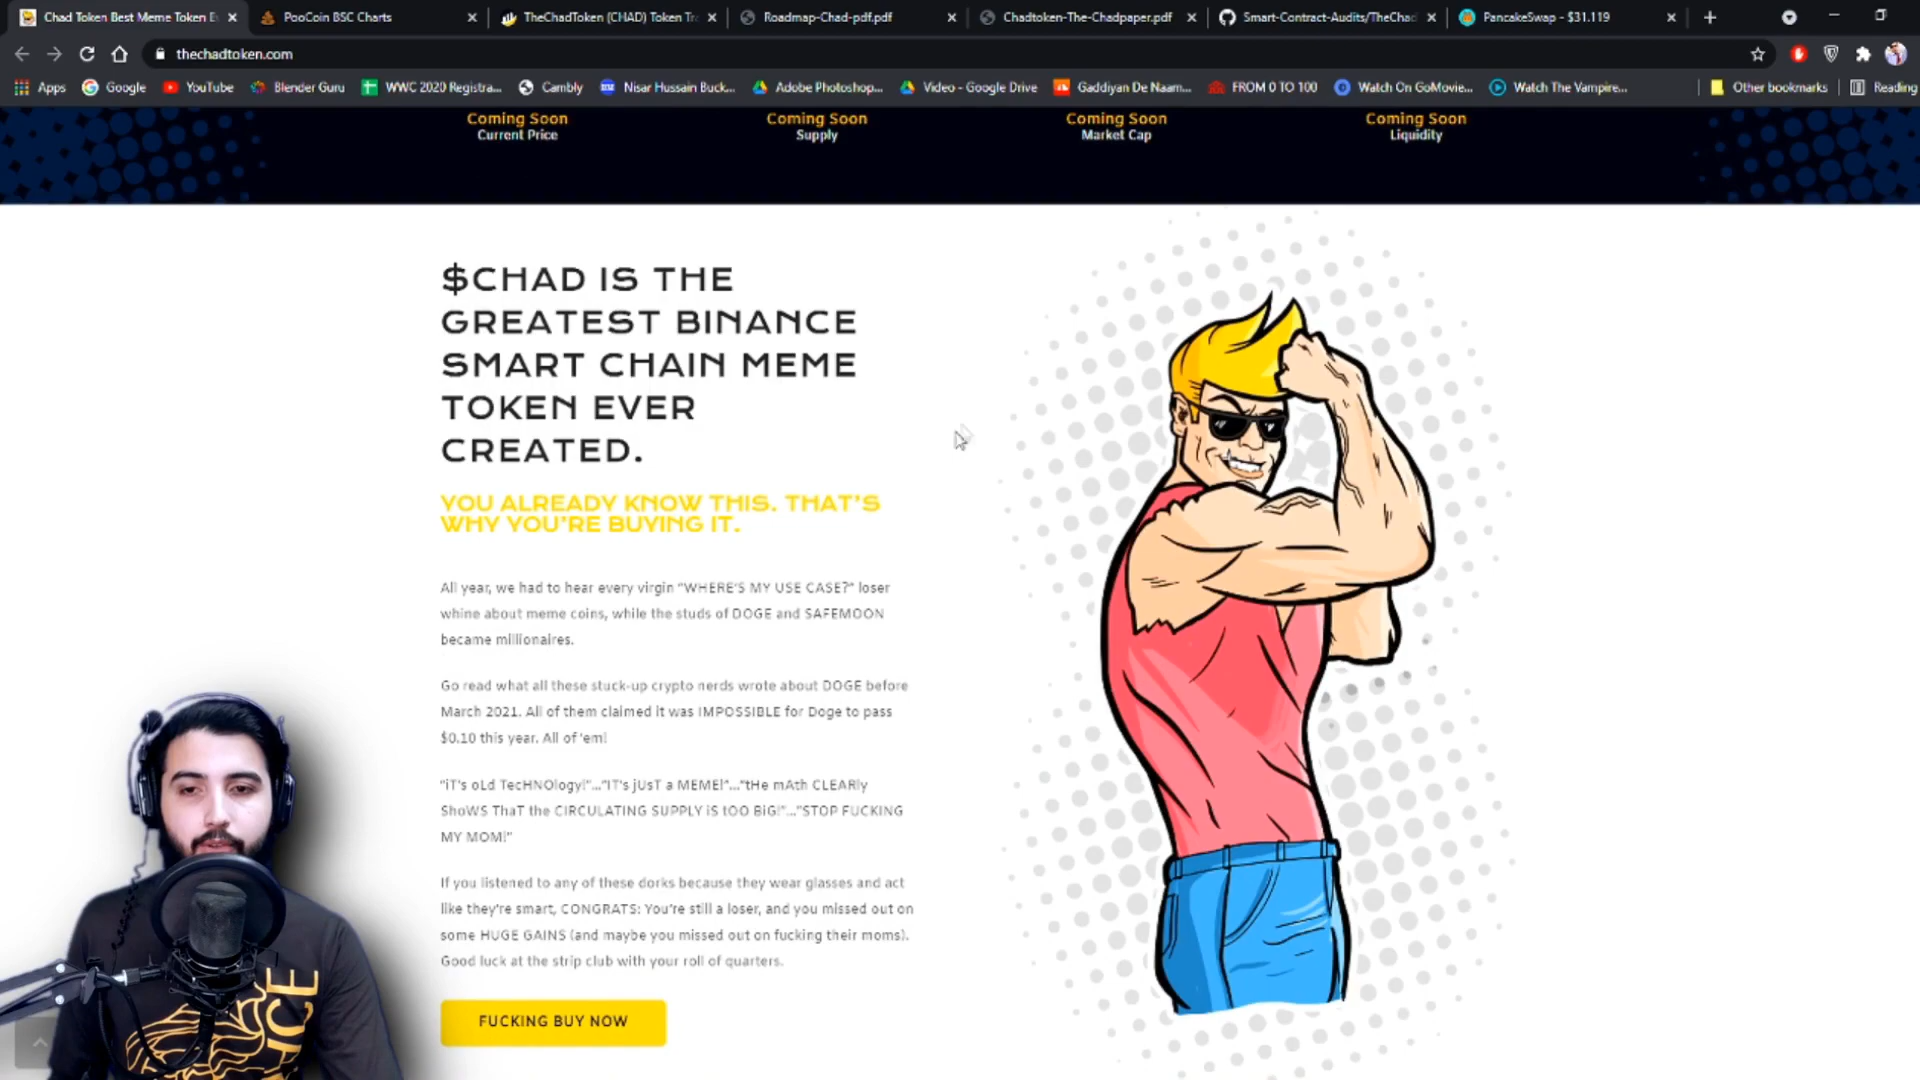 Chad Token Best Meme Token E
PooCoin BSC Charts
TheChadToken (CHAD) Token Tr
Roadmap-Chad-pdf.pdf
Chadtoken-The-Chadpaper.pdf
Smart-Contract-Audits/TheChad
PancakeSwap - $31.119
thechadtoken.com
Apps
Google
YouTube
Blender Guru
WWC 2020 Registra...
Cambly
Nisar Hussain Buck...
Adobe Photoshop...
Video - Google Drive
Gaddiyan De Naam...
FROM 0 TO 100
Watch On GoMovie...
Watch The Vampire...
Other bookmarks
Reading
Coming Soon
Current Price
Coming Soon
Supply
Coming Soon
Market Cap
Coming Soon
Liquidity
$CHAD IS THE
GREATEST BINANCE
SMART CHAIN MEME
TOKEN EVER
CREATED.
YOU ALREADY KNOW THIS. THAT'S
WHY YOU'RE BUYING IT.
All year, we had to hear every virgin "WHERE'S MY USE CASE?" loser
whine about meme coins, while the studs of DOGE and SAFEMOON
became millionaires.
Go read what all these stuck-up crypto nerds wrote about DOGE before
March 2021. All of them claimed it was IMPOSSIBLE for Doge to pass
$0.10 this year. All of 'em!
"iT's oLd TecHNOlogy!"..."IT's jUsT a MEME!"..."tHe mAth CLEARly
ShoWS ThaT the CIRCULATING SUPPLY iS tOO BiG!"..."STOP FUCKING
MY MOM!"
If you listened to any of these dorks because they wear glasses and act
like they're smart, CONGRATS: You're still a loser, and you missed out on
some HUGE GAINS (and maybe you missed out on fucking their moms).
Good luck at the strip club with your roll of quarters.
FUCKING BUY NOW